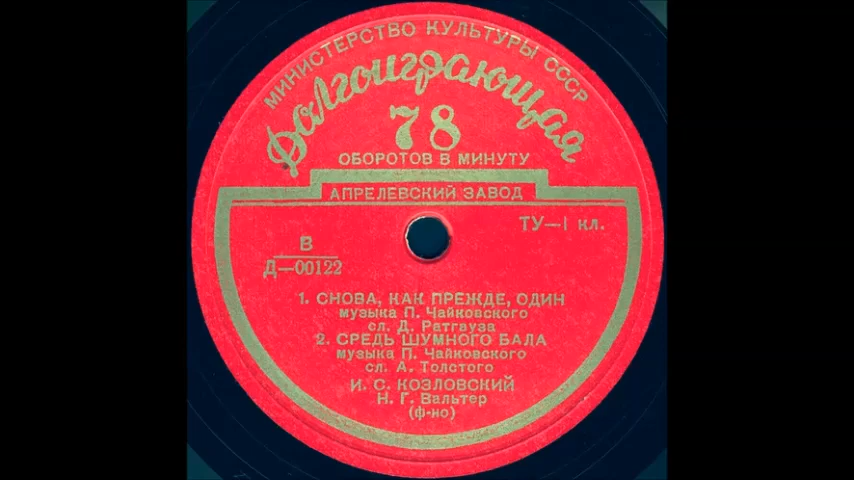 МИНИСТЕРСТВО КУЛЬТУРЫ СССР
Долгоиграющая
78
ОБОРОТОВ В МИНУТУ
АПРЕЛЕВСКИЙ ЗАВОД
ТУ—I кл.
В
Д—00122
1. СНОВА, КАК ПРЕЖДЕ, ОДИН
музыка П. Чайковского
сл. Д. Ратгауза
2. СРЕДЬ ШУМНОГО БАЛА
музыка П. Чайковского
сл. А. Толстого
И. С. КОЗЛОВСКИЙ
Н. Г. Вальтер
(ф-но)